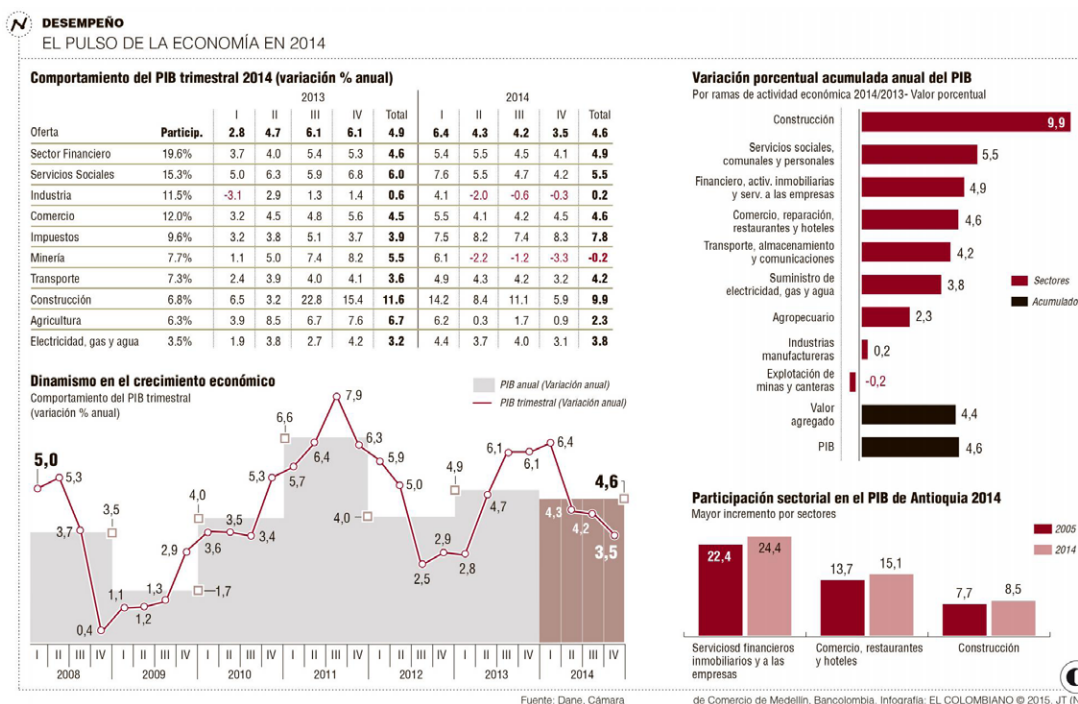 DESEMPEÑO
EL PULSO DE LA ECONOMÍA EN 2014
Comportamiento del PIB trimestral 2014 (variación % anual)
2013 2014
I II III IV Total I II III IV Total
Oferta Particip. 2.8 4.7 6.1 6.1 4.9 6.4 4.3 4.2 3.5 4.6
Sector Financiero 19.6% 3.7 4.0 5.4 5.3 4.6 5.4 5.5 4.5 4.1 4.9
Servicios Sociales 15.3% 5.0 6.3 5.9 6.8 6.0 7.6 5.5 4.7 4.2 5.5
Industria 11.5% -3.1 2.9 1.3 1.4 0.6 4.1 -2.0 -0.6 -0.3 0.2
Comercio 12.0% 3.2 4.5 4.8 5.6 4.5 5.5 4.1 4.2 4.5 4.6
Impuestos 9.6% 3.2 3.8 5.1 3.7 3.9 7.5 8.2 7.4 8.3 7.8
Minería 7.7% 1.1 5.0 7.4 8.2 5.5 6.1 -2.2 -1.2 -3.3 -0.2
Transporte 7.3% 2.4 3.9 4.0 4.1 3.6 4.9 4.3 4.2 3.2 4.2
Construcción 6.8% 6.5 3.2 22.8 15.4 11.6 14.2 8.4 11.1 5.9 9.9
Agricultura 6.3% 3.9 8.5 6.7 7.6 6.7 6.2 0.3 1.7 0.9 2.3
Electricidad, gas y agua 3.5% 1.9 3.8 2.7 4.2 3.2 4.4 3.7 4.0 3.1 3.8
Dinamismo en el crecimiento económico
Comportamiento del PIB trimestral
(variación % anual)
PIB anual (Variación anual)
PIB trimestral (Variación anual)
5,0 5,3 3,7 0,4
3,5
1,1 1,2 1,3 2,9
1,7
4,0
3,6 3,5 3,4 5,3
6,6
5,7 6,4 7,9 6,3
4,0
5,9 5,0 2,5 2,9
4,9
2,8 4,7 6,1 6,1
6,4 4,3 4,2 3,5
4,6
I II III IV I II III IV I II III IV I II III IV I II III IV I II III IV I II III IV
2008 2009 2010 2011 2012 2013 2014
Variación porcentual acumulada anual del PIB
Por ramas de actividad económica 2014/2013- Valor porcentual
Construcción 9,9
Servicios sociales,
comunales y personales 5,5
Financiero, activ. inmobiliarias
y serv. a las empresas 4,9
Comercio, reparación,
restaurantes y hoteles 4,6
Transporte, almacenamiento
y comunicaciones 4,2
Suministro de
electricidad, gas y agua 3,8
Agropecuario 2,3
Industrias
manufactureras 0,2
Explotación de
minas y canteras -0,2
Valor
agregado 4,4
PIB 4,6
Sectores
Acumulado
Participación sectorial en el PIB de Antioquia 2014
Mayor incremento por sectores
2005
2014
22,4 24,4 13,7 15,1 7,7 8,5
Serviciosd financieros
inmobiliarios y a las
empresas
Comercio, restaurantes
y hoteles
Construcción
Fuente: Dane, Cámara de Comercio de Medellín, Bancolombia. Infografía: EL COLOMBIANO © 2015. JT (N